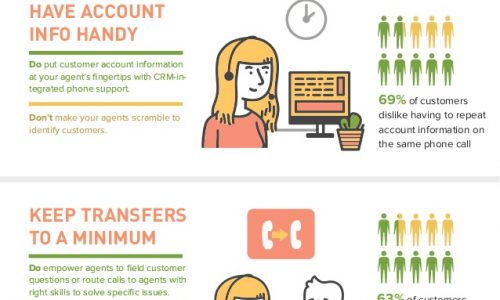 HAVE ACCOUNT
INFO HANDY
Do put customer account information
at your agent's fingertips with CRM-in-
tegrated phone support.
Don't make your agents scramble to
identify customers.
69% of customers
dislike having to repeat
account information on
the same phone call
KEEP TRANSFERS
TO A MINIMUM
Do empower agents to field customer
questions or route calls to agents with
right skills to solve specific issues.
63% of customers